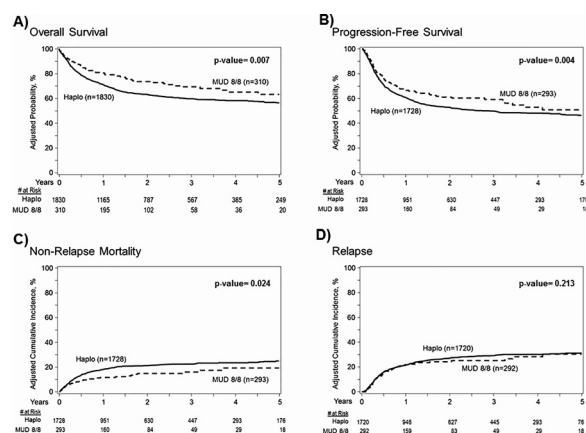 A) Overall Survival
p-value= 0.007
MUD 8/8 (n=310)
Haplo (n=1830)
Adjusted Probability, %
100
80
60
40
20
0
Years 0 1 2 3 4 5
# at Risk
Haplo 1830 1165 787 567 385 249
MUD 8/8 310 195 102 58 36 20
B) Progression-Free Survival
p-value= 0.004
MUD 8/8 (n=293)
Haplo (n=1728)
Adjusted Probability, %
100
80
60
40
20
0
Years 0 1 2 3 4 5
# at Risk
Haplo 1728 951 630 447 293
MUD 8/8 293 160 84 49 29
C) Non-Relapse Mortality
p-value= 0.024
Haplo (n=1728)
MUD 8/8 (n=293)
Adjusted Cumulative Incidence, %
100
80
60
40
20
0
Years 0 1 2 3 4 5
# at Risk
Haplo 1728 951 630 447 293 176
MUD 8/8 293 160 84 49 29 18
D) Relapse
p-value= 0.213
Haplo (n=1720)
MUD 8/8 (n=292)
Adjusted Cumulative Incidence, %
100
80
60
40
20
0
Years 0 1 2 3 4 5
# at Risk
Haplo 1720 948 627 445 293
MUD 8/8 292 159 83 49 29